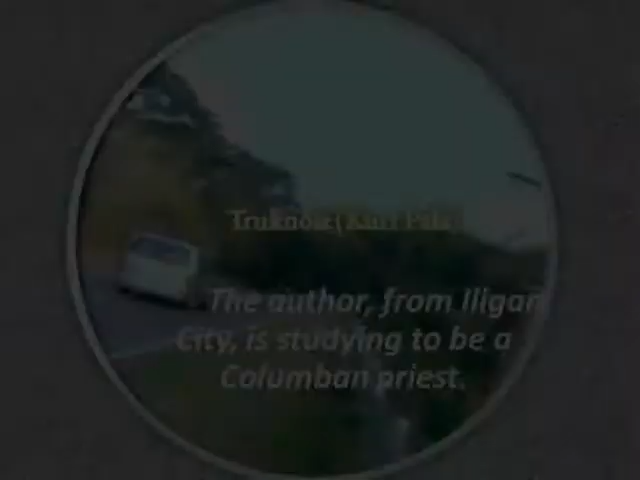 The author, from Iligan
City, is studying to be a
Columban priest.